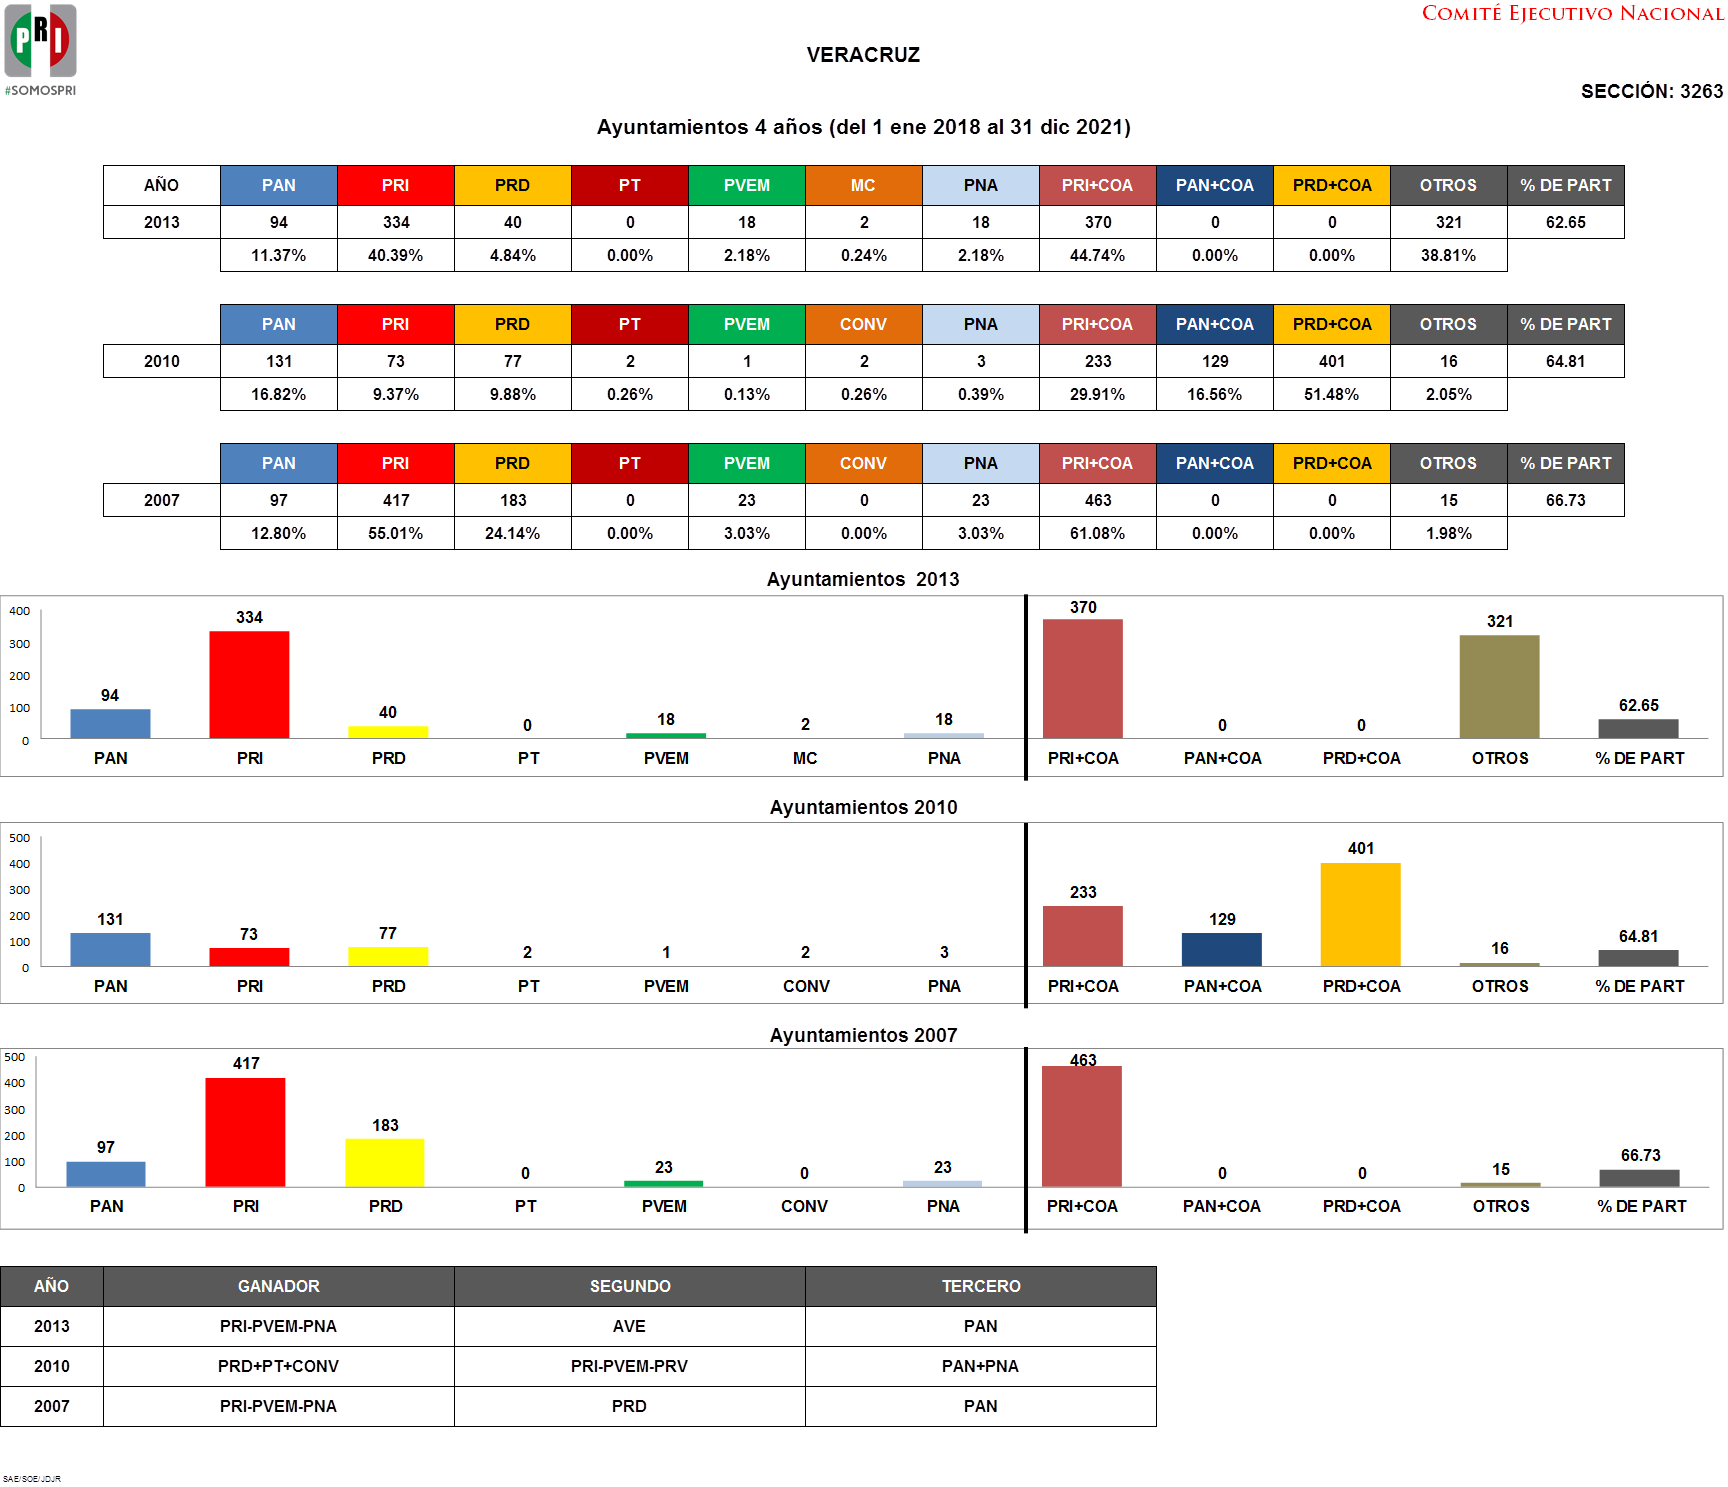 COMITÉ EJECUTIVO NACIONAL
PRI
#SOMOSPRI
VERACRUZ
SECCIÓN: 3263
Ayuntamientos 4 años (del 1 ene 2018 al 31 dic 2021)
AÑO PAN PRI PRD PT PVEM MC PNA PRI+COA PAN+COA PRD+COA OTROS % DE PART
2013 94 334 40 0 18 2 18 370 0 0 321 62.65
11.37% 40.39% 4.84% 0.00% 2.18% 0.24% 2.18% 44.74% 0.00% 0.00% 38.81%
PAN PRI PRD PT PVEM CONV PNA PRI+COA PAN+COA PRD+COA OTROS % DE PART
2010 131 73 77 2 1 2 3 233 129 401 16 64.81
16.82% 9.37% 9.88% 0.26% 0.13% 0.26% 0.39% 29.91% 16.56% 51.48% 2.05%
PAN PRI PRD PT PVEM CONV PNA PRI+COA PAN+COA PRD+COA OTROS % DE PART
2007 97 417 183 0 23 0 23 463 0 0 15 66.73
12.80% 55.01% 24.14% 0.00% 3.03% 0.00% 3.03% 61.08% 0.00% 0.00% 1.98%
Ayuntamientos 2013
400
300
200
100
0
94 334 40 0 18 2 18 370 0 0 321 62.65
PAN PRI PRD PT PVEM MC PNA PRI+COA PAN+COA PRD+COA OTROS % DE PART
Ayuntamientos 2010
500
400
300
200
100
0
131 73 77 2 1 2 3 233 129 401 16 64.81
PAN PRI PRD PT PVEM CONV PNA PRI+COA PAN+COA PRD+COA OTROS % DE PART
Ayuntamientos 2007
500
400
300
200
100
0
97 417 183 0 23 0 23 463 0 0 15 66.73
PAN PRI PRD PT PVEM CONV PNA PRI+COA PAN+COA PRD+COA OTROS % DE PART
AÑO GANADOR SEGUNDO TERCERO
2013 PRI-PVEM-PNA AVE PAN
2010 PRD+PT+CONV PRI-PVEM-PRV PAN+PNA
2007 PRI-PVEM-PNA PRD PAN
SAE/SOE/JDJR